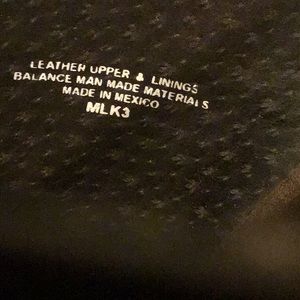 LEATHER UPPER & LININGS
BALANCE MAN MADE MATERIALS
MADE IN MEXICO
MLK3